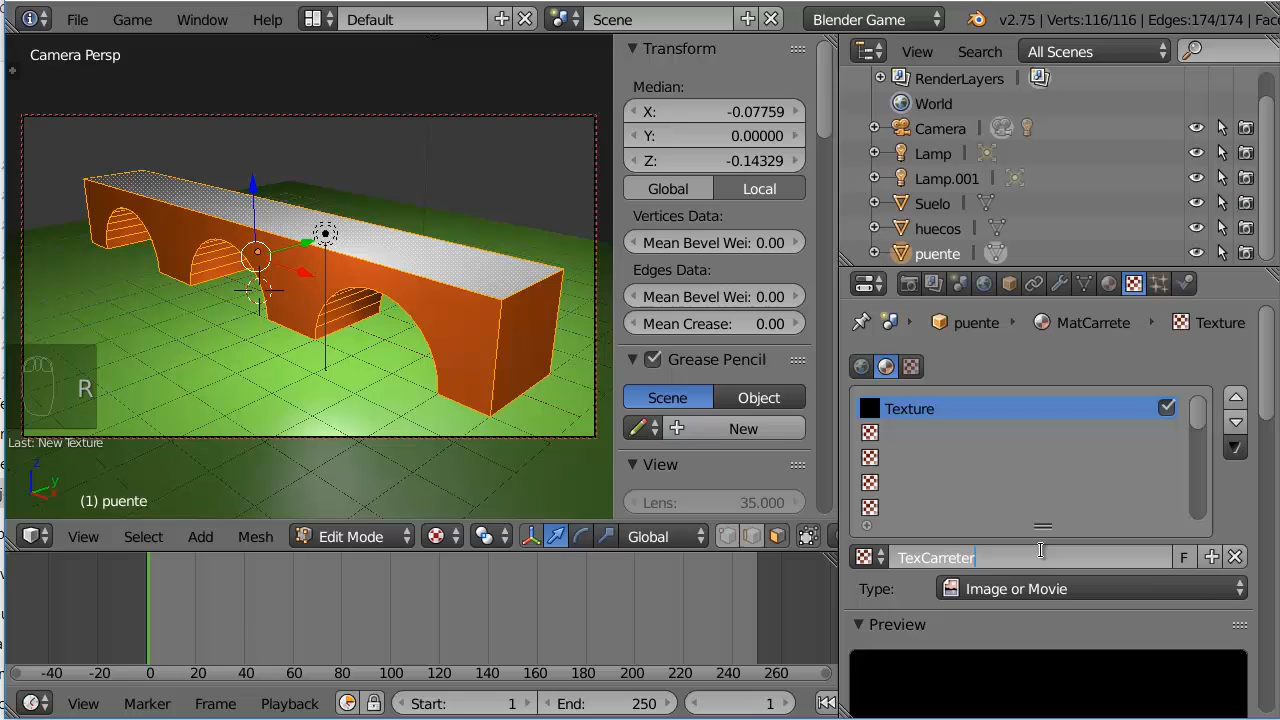 File Game Window Help Default Scene Blender Game v2.75 | Verts:116/116 | Edges:174/174 |
Camera Persp
R
Last: New Texture
z
y
x
(1) puente
Transform
Median:
X: -0.07759
Y: 0.00000
Z: -0.14329
Global Local
Vertices Data:
Mean Bevel Wei: 0.00
Edges Data:
Mean Bevel Wei: 0.00
Mean Crease: 0.00
Grease Pencil
Scene Object
New
View
Lens: 35.000
View Select Add Mesh Edit Mode Global
-40 -20 0 20 40 60 80 100 120 140 160 180 200 220 240 260
View Marker Frame Playback Start: 1 End: 250 1
View Search All Scenes
RenderLayers |
World
Camera |
Lamp |
Lamp.001 |
Suelo |
huecos |
puente |
puente MatCarrete Texture
Texture
TexCarreter F
Type: Image or Movie
Preview